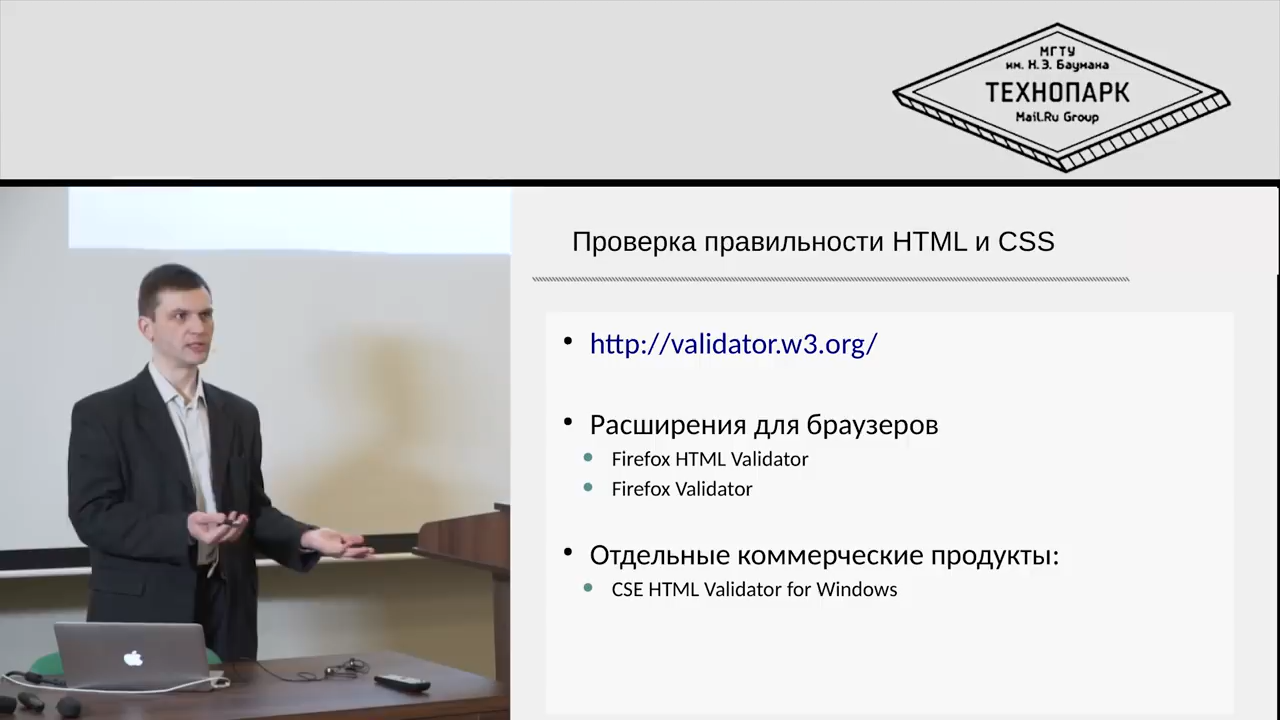 МГТУ
им. Н.Э. Баумана
ТЕХНОПАРК
Mail.Ru Group
Проверка правильности HTML и CSS
• http://validator.w3.org/
• Расширения для браузеров
• Firefox HTML Validator
• Firefox Validator
• Отдельные коммерческие продукты:
• CSE HTML Validator for Windows